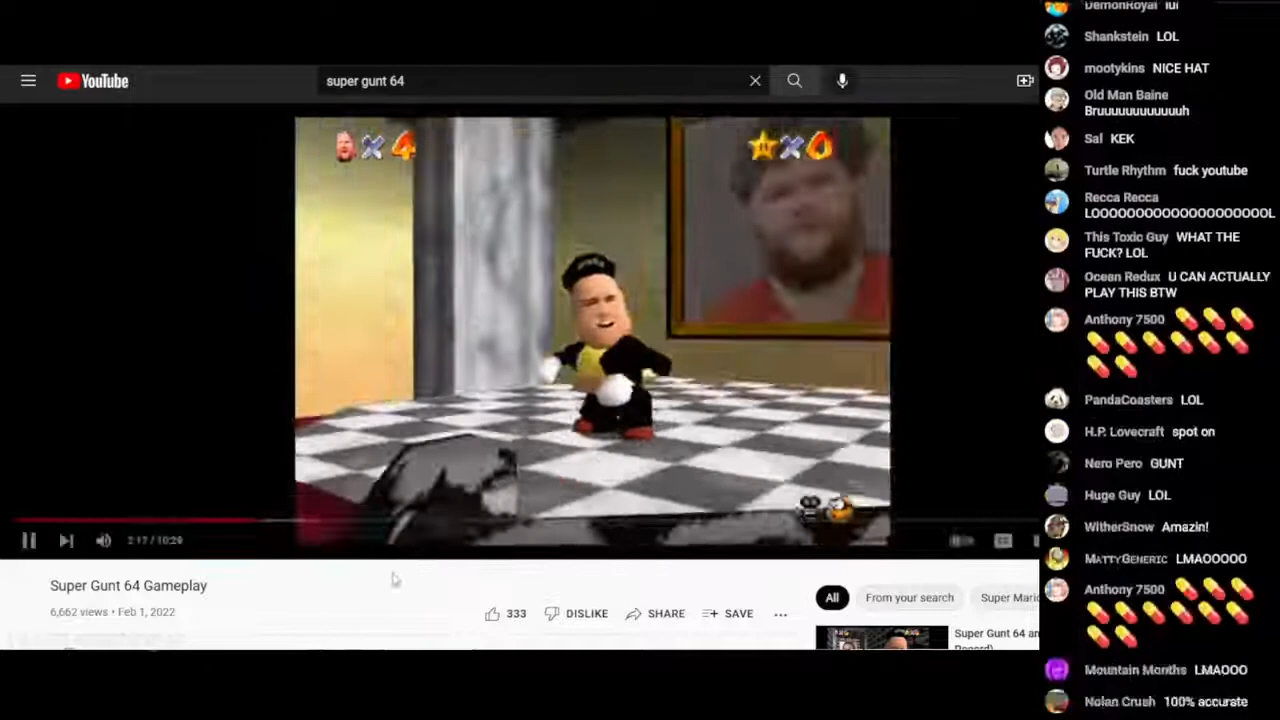 YouTube
super gunt 64
× 4
× 0
2:17 / 10:29
Super Gunt 64 Gameplay
6,662 views • Feb 1, 2022
333
DISLIKE
SHARE
SAVE
...
All
From your search
Super Mario
Super Gunt 64 an
Record)
DemonRoyal lul
Shankstein LOL
mootykins NICE HAT
Old Man Baine
Bruuuuuuuuuuuh
Sal KEK
Turtle Rhythm fuck youtube
Recca Recca
LOOOOOOOOOOOOOOOOOOOOL
This Toxic Guy WHAT THE
FUCK? LOL
Ocean Redux U CAN ACTUALLY
PLAY THIS BTW
Anthony 7500
PandaCoasters LOL
H.P. Lovecraft spot on
Nero Pero GUNT
Huge Guy LOL
WitherSnow Amazin!
MattyGeneric LMAOOOOO
Anthony 7500
Mountain Months LMAOOO
Nolan Crush 100% accurate